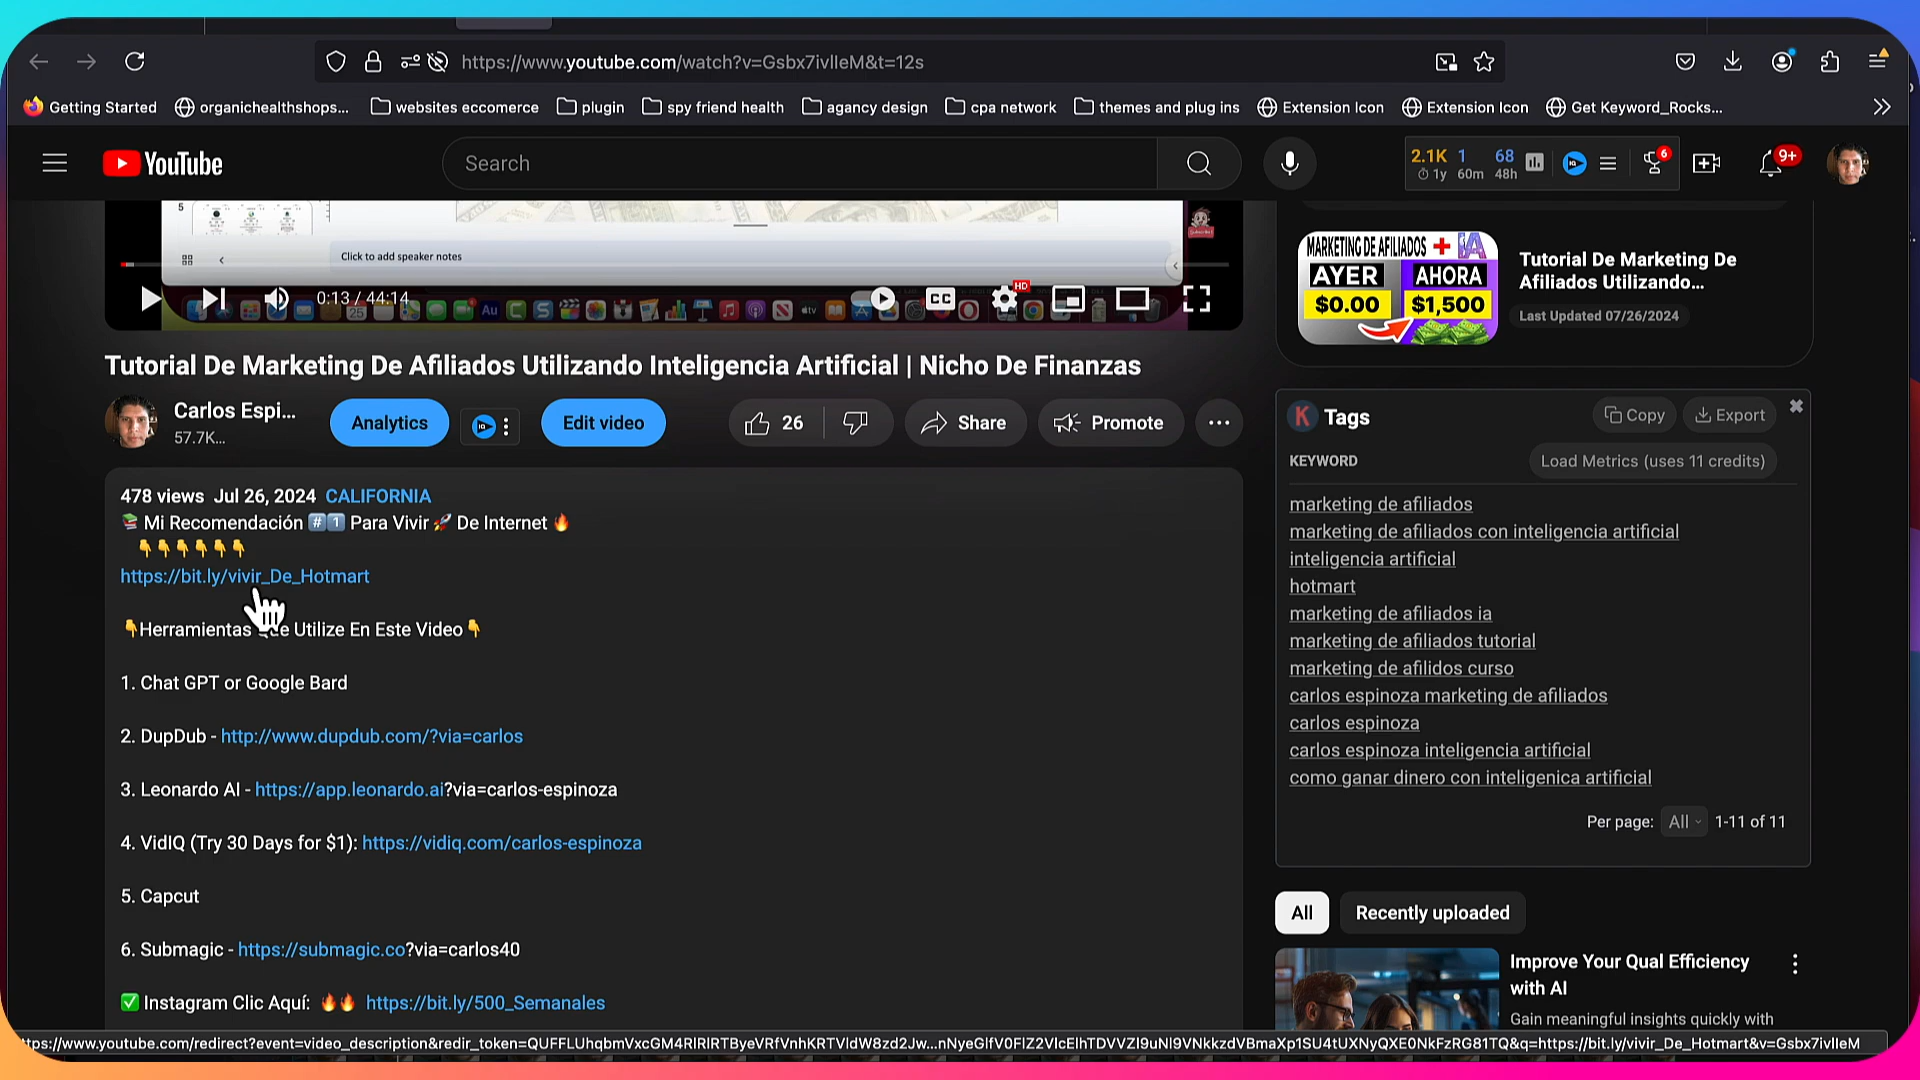 https://www.youtube.com/watch?v=Gsbx7ivlleM&t=12s
Getting Started
organichealthshops...
websites eccomerce
plugin
spy friend health
agancy design
cpa network
themes and plug ins
Extension Icon
Extension Icon
Get Keyword_Rocks...
YouTube
Search
2.1K 1 68
1y 60m 48h
6
9+
5
Click to add speaker notes
0:13 / 44:14
CC
HD
MARKETING DE AFILIADOS + IA
AYER AHORA
$0.00 $1,500
Tutorial De Marketing De
Afiliados Utilizando...
Last Updated 07/26/2024
Tutorial De Marketing De Afiliados Utilizando Inteligencia Artificial | Nicho De Finanzas
Carlos Espi...
57.7K...
Analytics
Edit video
26
Share
Promote
478 views Jul 26, 2024 CALIFORNIA
📚 Mi Recomendación #️⃣1️⃣ Para Vivir 🚀 De Internet 🔥
👇👇👇👇👇👇
https://bit.ly/vivir_De_Hotmart
👇Herramientas Que Utilize En Este Video👇
1. Chat GPT or Google Bard
2. DupDub - http://www.dupdub.com/?via=carlos
3. Leonardo AI - https://app.leonardo.ai?via=carlos-espinoza
4. VidIQ (Try 30 Days for $1): https://vidiq.com/carlos-espinoza
5. Capcut
6. Submagic - https://submagic.co?via=carlos40
✅ Instagram Clic Aquí: 🔥🔥 https://bit.ly/500_Semanales
K Tags
Copy
Export
KEYWORD
Load Metrics (uses 11 credits)
marketing de afiliados
marketing de afiliados con inteligencia artificial
inteligencia artificial
hotmart
marketing de afiliados ia
marketing de afiliados tutorial
marketing de afilidos curso
carlos espinoza marketing de afiliados
carlos espinoza
carlos espinoza inteligencia artificial
como ganar dinero con inteligenica artificial
Per page: All 1-11 of 11
All
Recently uploaded
Improve Your Qual Efficiency
with AI
Gain meaningful insights quickly with